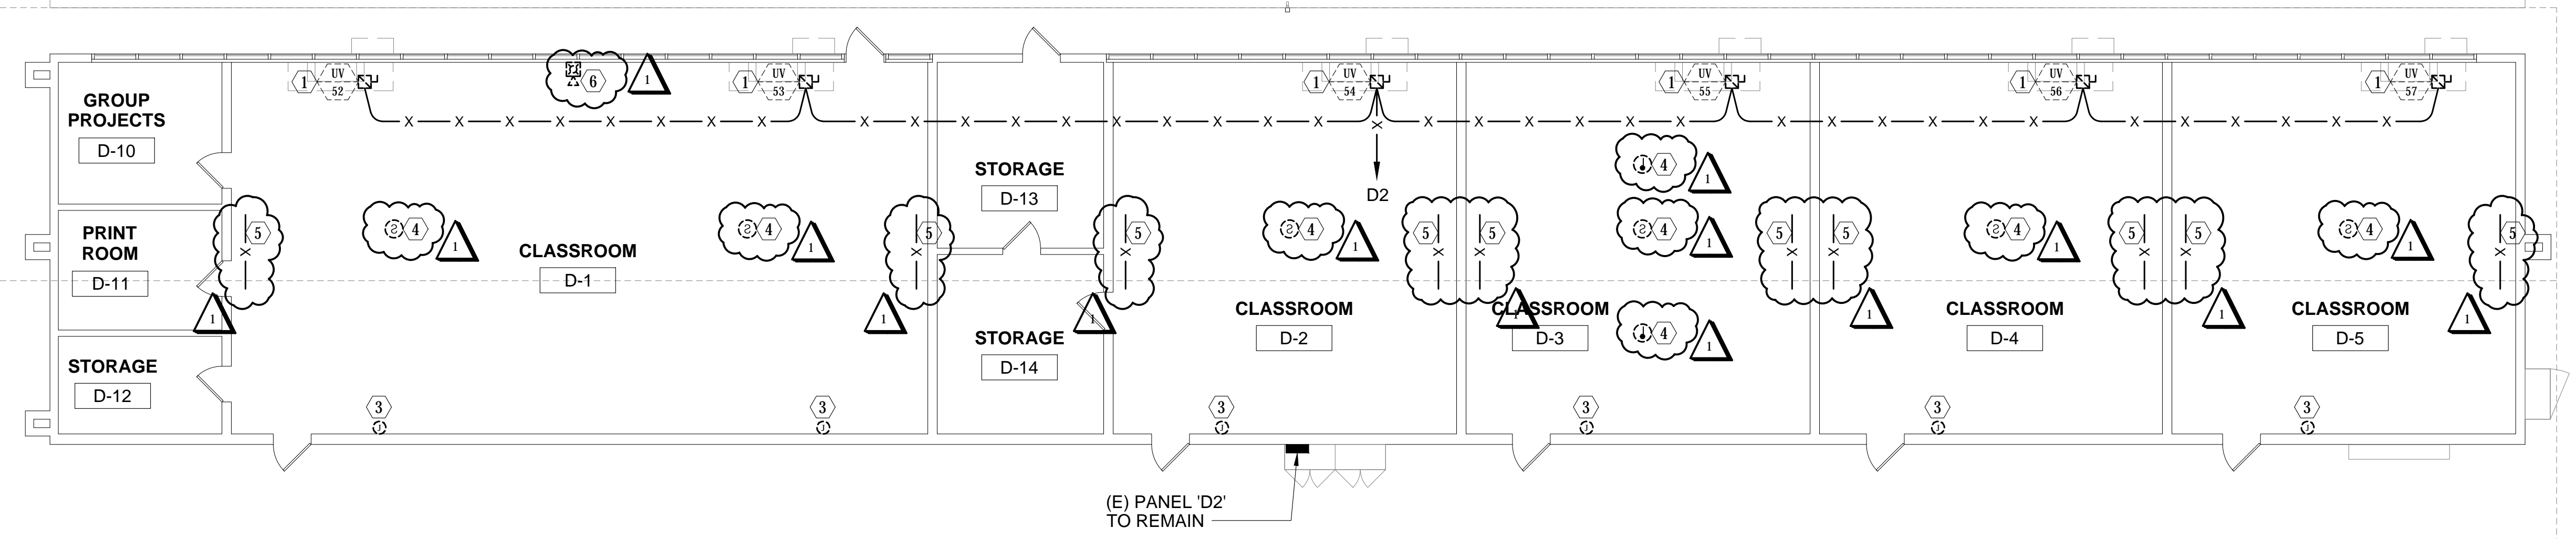 GROUP
PROJECTS
D-10
PRINT
ROOM
D-11
STORAGE
D-12
1
UV
52
6
1
1
UV
53
X X X X X X X X
5
X
1
4
1
CLASSROOM
D-1
4
1
5
X
1
3
J
3
J
STORAGE
D-13
STORAGE
D-14
X X X X X X X X X X X
5
X
1
1
UV
54
X
D2
4
1
CLASSROOM
D-2
3
J
(E) PANEL 'D2'
TO REMAIN
5
X
X
5
1
1
UV
55
X X X X X X X
4
1
4
1
CLASSROOM
D-3
4
1
3
J
5
X
X
5
1
1
UV
56
X X X X X X
4
1
CLASSROOM
D-4
3
J
5
X
X
5
1
1
UV
57
X X X X X X
4
1
CLASSROOM
D-5
3
J
5
X
1